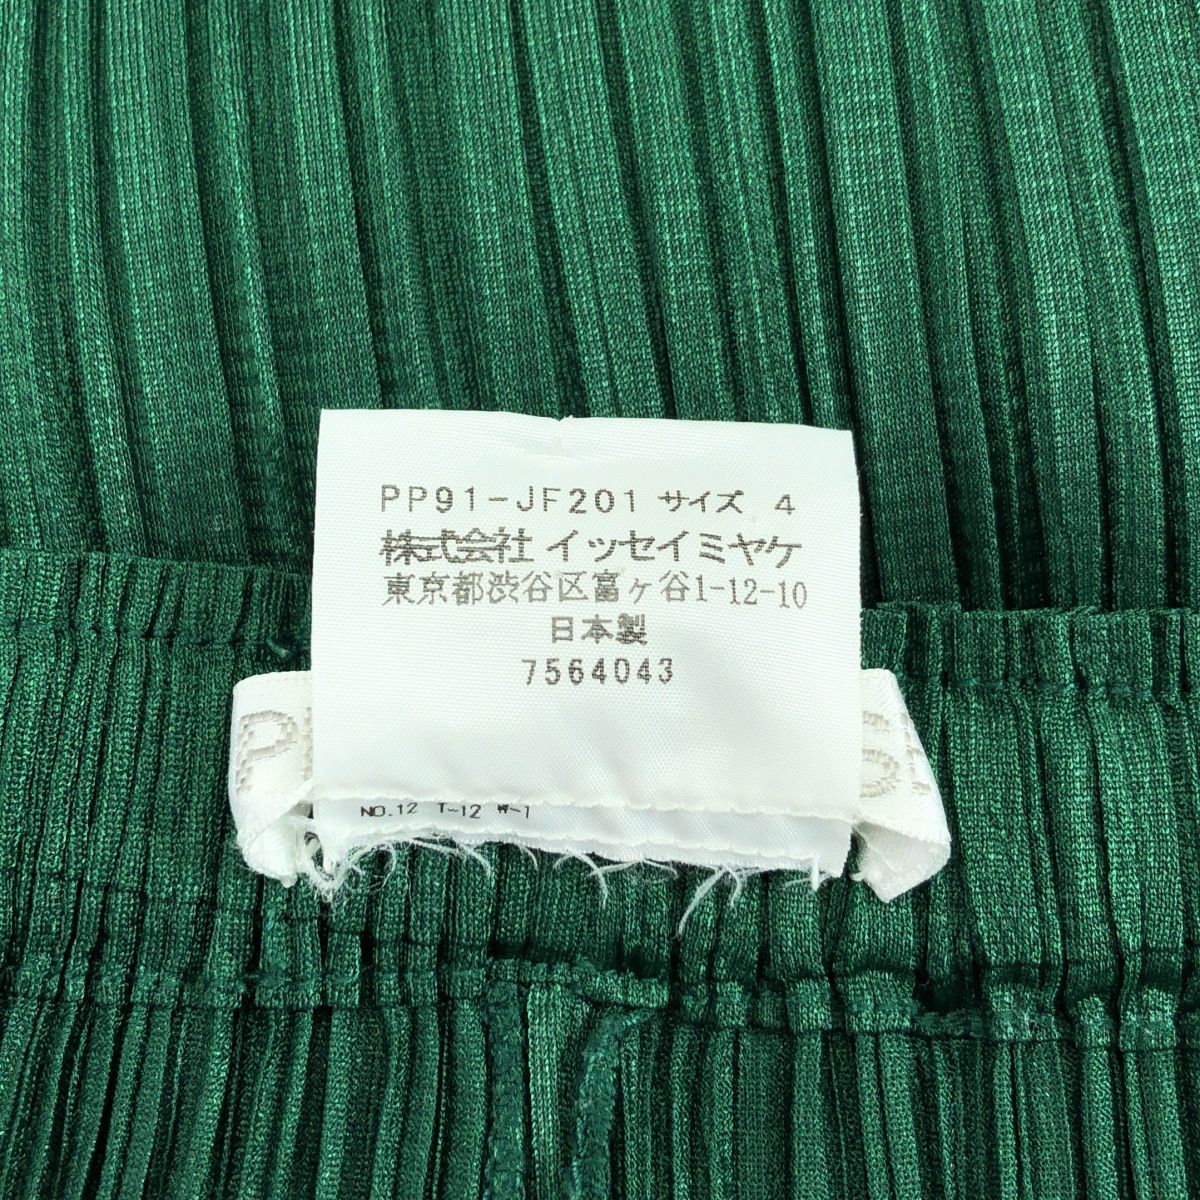 PP91-JF201 サイズ 4
株式会社 イッセイミヤケ
東京都渋谷区富ヶ谷1-12-10
日本製
7564043
P
NO.12 T-12 W-1